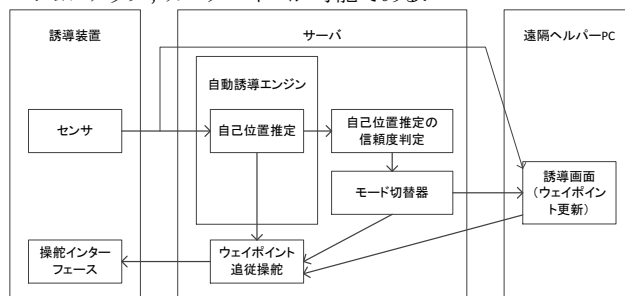 誘導装置
サーバ
遠隔ヘルパーPC
自動誘導エンジン
センサ
自己位置推定
自己位置推定の
信頼度判定
モード切替器
誘導画面
(ウェイポイン
ト更新)
操舵インター
フェース
ウェイポイント
追従操舵